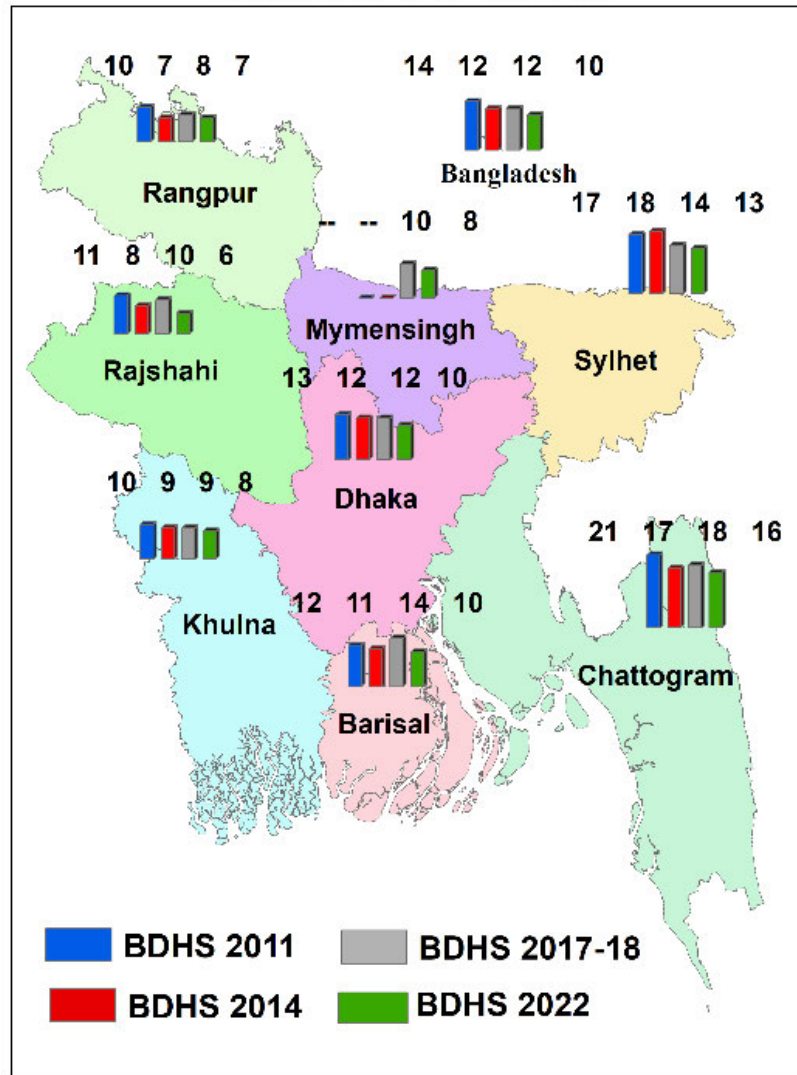 10 7 8 7
14 12 12 10
Rangpur
Bangladesh
17 18 14 13
-- -- 10 8
11 8 10 6
Mymensingh
Sylhet
Rajshahi
13 12 12 10
10 9 9 8
Dhaka
21 17 18 16
Khulna
12 11 14 10
Chattogram
Barisal
BDHS 2011
BDHS 2017-18
BDHS 2014
BDHS 2022